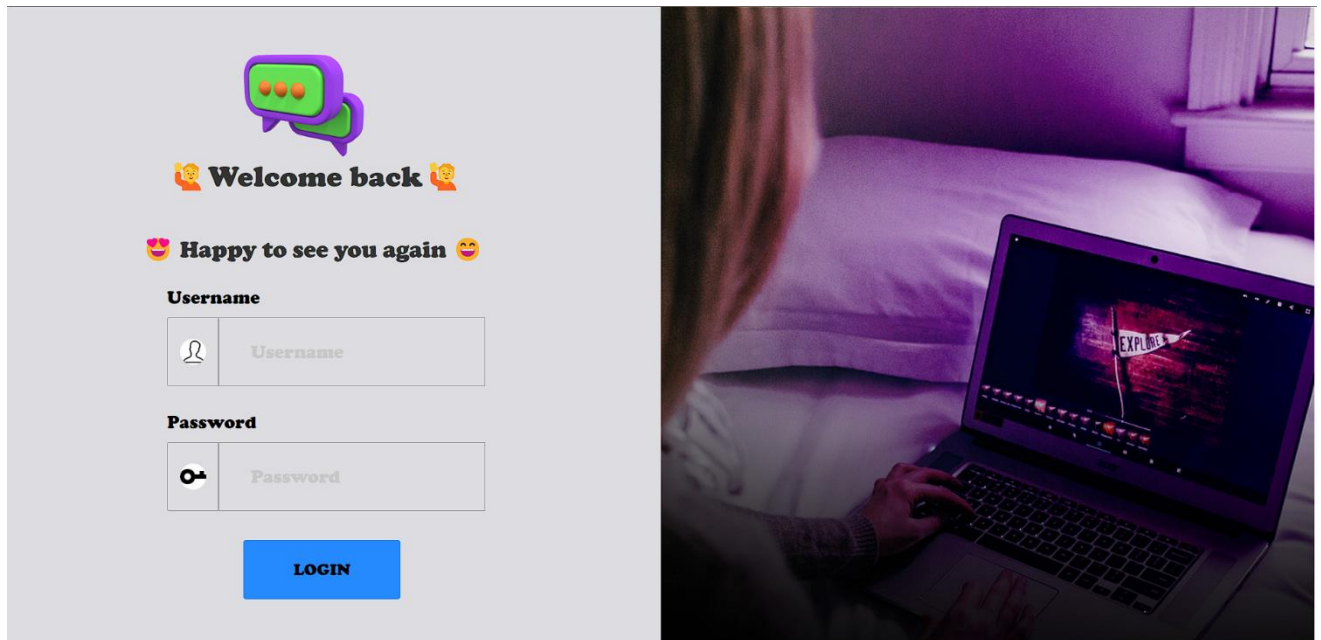 🙋 Welcome back 🙋
😍 Happy to see you again 😄
Username
Username
Password
Password
LOGIN
EXPLORE